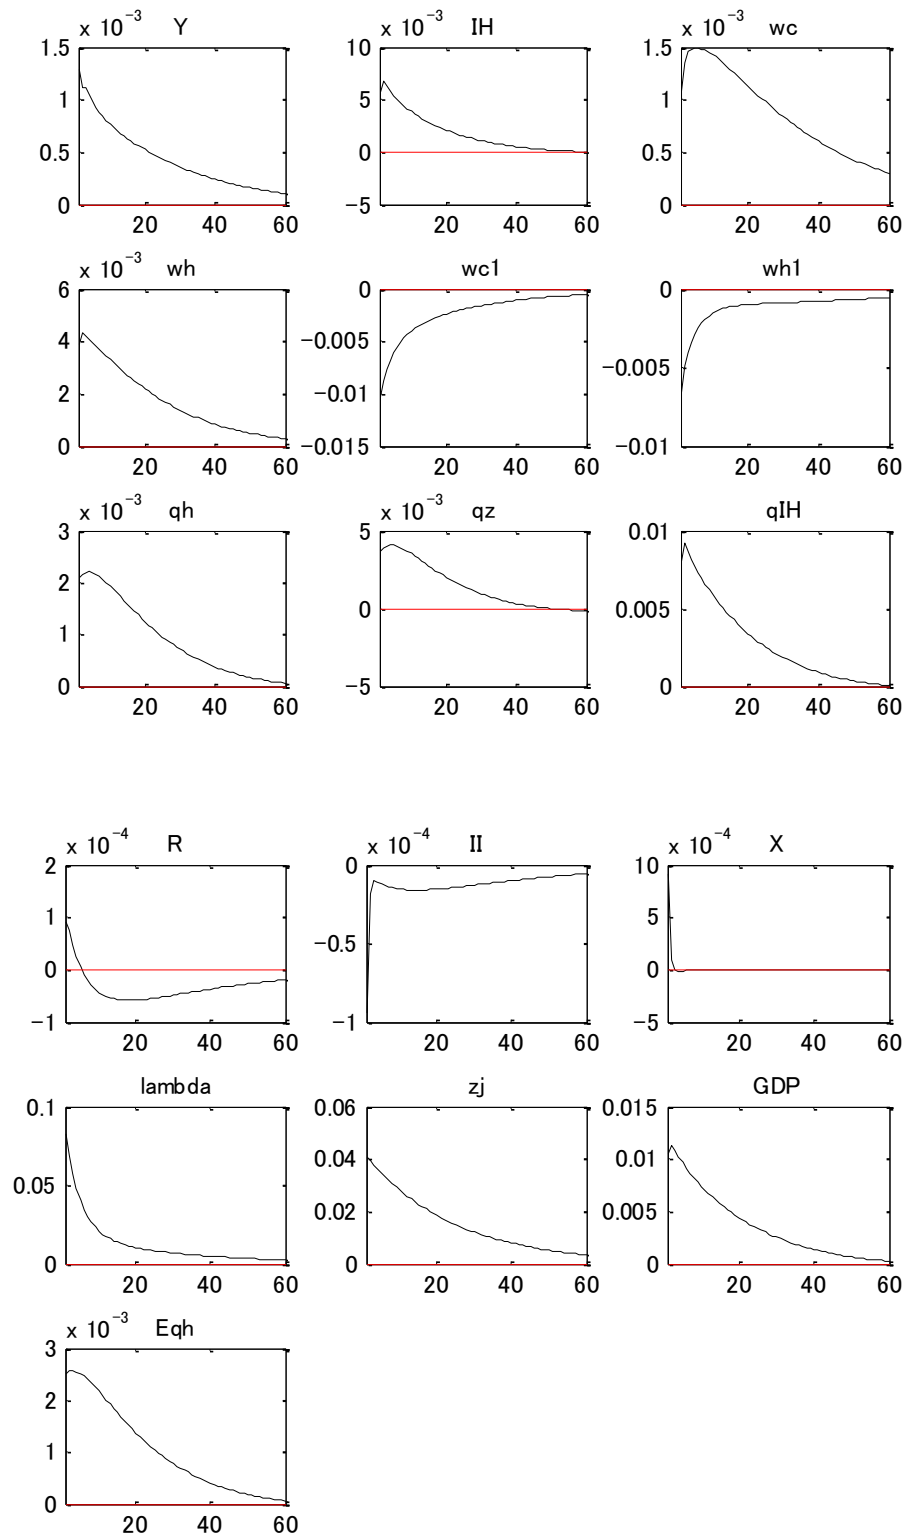 x 10⁻³ Y
x 10⁻³ IH
x 10⁻³ wc
1.5
1
0.5
0
20 40 60
10
5
0
−5
20 40 60
1.5
1
0.5
0
20 40 60
x 10⁻³ wh
wc1
wh1
6
4
2
0
20 40 60
0
−0.005
−0.01
−0.015
20 40 60
0
−0.005
−0.01
20 40 60
x 10⁻³ qh
x 10⁻³ qz
qIH
3
2
1
0
20 40 60
5
0
−5
20 40 60
0.01
0.005
0
20 40 60
x 10⁻⁴ R
x 10⁻⁴ II
x 10⁻⁴ X
2
1
0
−1
20 40 60
0
−0.5
−1
20 40 60
10
5
0
−5
20 40 60
lambda
zj
GDP
0.1
0.05
0
20 40 60
0.06
0.04
0.02
0
20 40 60
0.015
0.01
0.005
0
20 40 60
x 10⁻³ Eqh
3
2
1
0
20 40 60